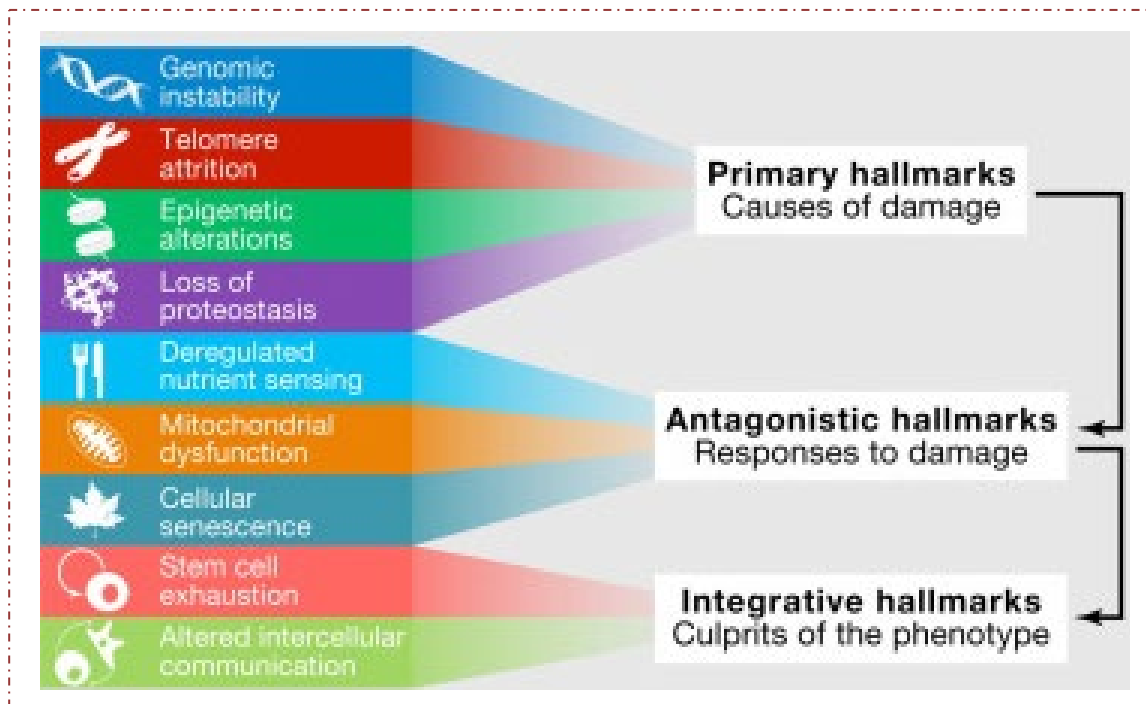 Genomic
instability
Telomere
attrition
Epigenetic
alterations
Loss of
proteostasis
Deregulated
nutrient sensing
Mitochondrial
dysfunction
Cellular
senescence
Stem cell
exhaustion
Altered intercellular
communication
Primary hallmarks
Causes of damage
Antagonistic hallmarks
Responses to damage
Integrative hallmarks
Culprits of the phenotype